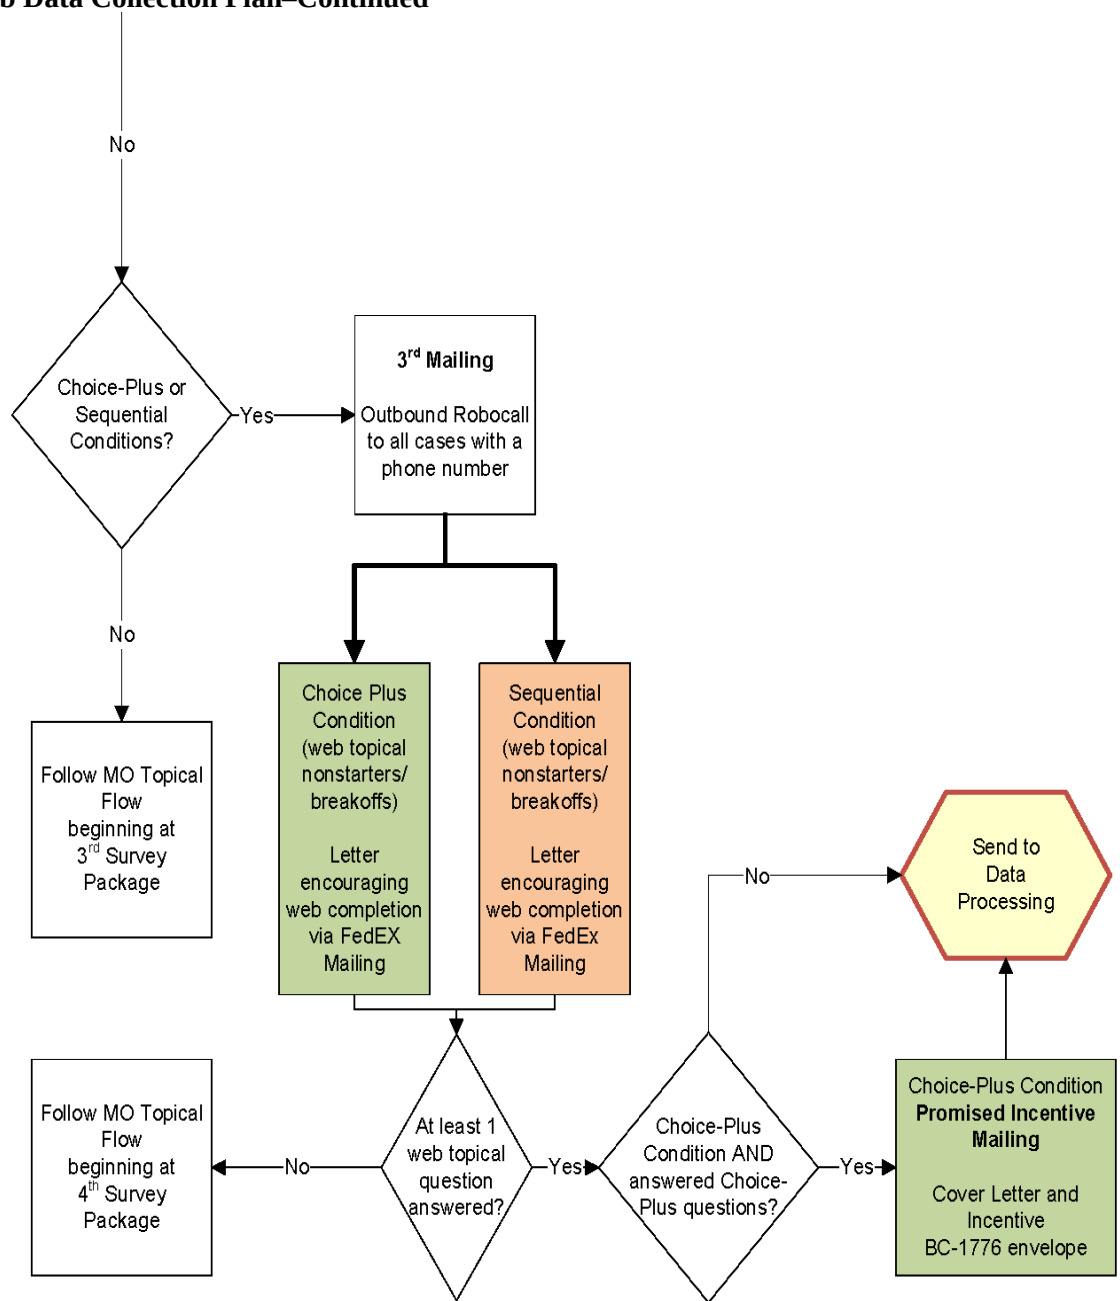 b Data Collection Plan–Continued
No
Choice-Plus or
Sequential
Conditions?
Yes
3rd Mailing
Outbound Robocall
to all cases with a
phone number
No
Follow MO Topical
Flow
beginning at
3rd Survey
Package
Choice Plus
Condition
(web topical
nonstarters/
breakoffs)
Letter
encouraging
web completion
via FedEX
Mailing
Sequential
Condition
(web topical
nonstarters/
breakoffs)
Letter
encouraging
web completion
via FedEx
Mailing
Send to
Data
Processing
No
Follow MO Topical
Flow
beginning at
4th Survey
Package
No
At least 1
web topical
question
answered?
Yes
Choice-Plus
Condition AND
answered Choice-
Plus questions?
Yes
Choice-Plus Condition
Promised Incentive
Mailing
Cover Letter and
Incentive
BC-1776 envelope